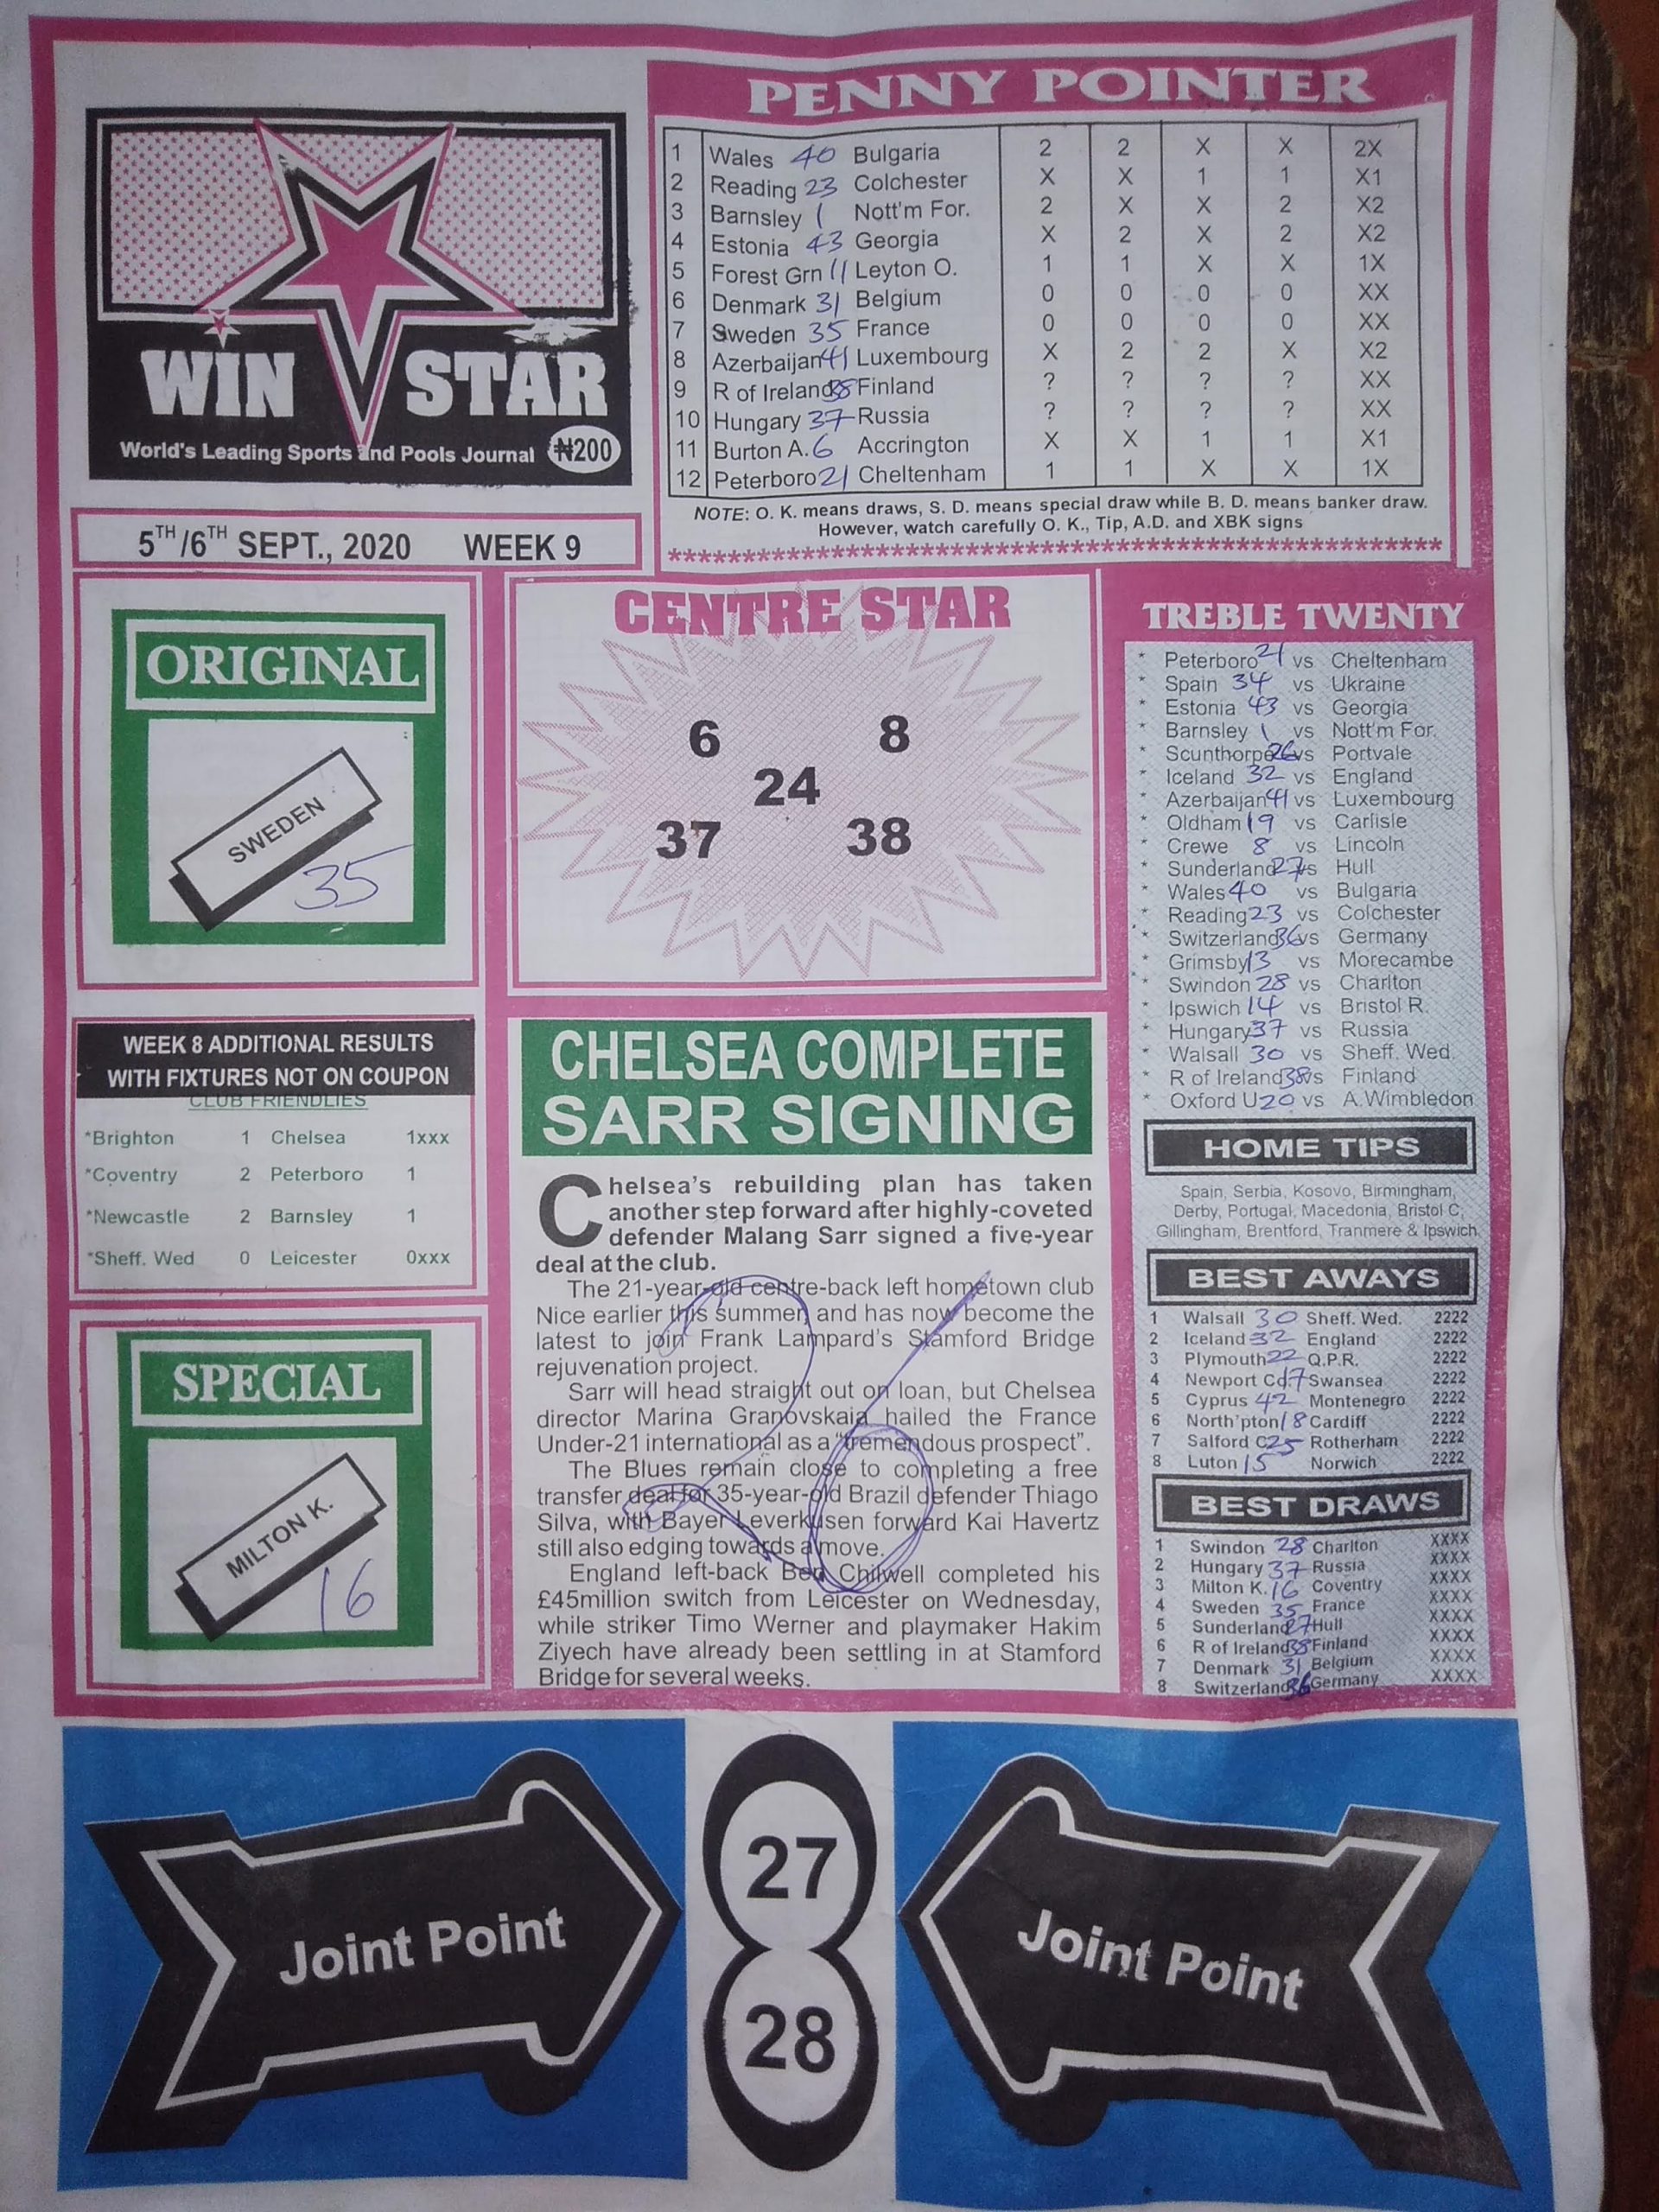 WIN STAR
World's Leading Sports and Pools Journal ₦200
5TH/6TH SEPT., 2020 WEEK 9
PENNY POINTER
1 Wales 40 Bulgaria 2 2 X X 2X
2 Reading 23 Colchester X X 1 1 X1
3 Barnsley 1 Nott'm For. 2 X X 2 X2
4 Estonia 43 Georgia X 2 X 2 X2
5 Forest Grn 11 Leyton O. 1 1 X X 1X
6 Denmark 31 Belgium 0 0 0 0 XX
7 Sweden 35 France 0 0 0 0 XX
8 Azerbaijan 41 Luxembourg X 2 2 X X2
9 R of Ireland 38 Finland ? ? ? ? XX
10 Hungary 37 Russia ? ? ? ? XX
11 Burton A. 6 Accrington X X 1 1 X1
12 Peterboro 21 Cheltenham 1 1 X X 1X
NOTE: O. K. means draws, S. D. means special draw while B. D. means banker draw.
However, watch carefully O. K., Tip, A.D. and XBK signs
****************************************************
ORIGINAL
SWEDEN
35
CENTRE STAR
6 8
24
37 38
WEEK 8 ADDITIONAL RESULTS
WITH FIXTURES NOT ON COUPON
CLUB FRIENDLIES
*Brighton 1 Chelsea 1xxx
*Coventry 2 Peterboro 1
*Newcastle 2 Barnsley 1
*Sheff. Wed 0 Leicester 0xxx
SPECIAL
MILTON K.
16
CHELSEA COMPLETE
SARR SIGNING
Chelsea's rebuilding plan has taken
another step forward after highly-coveted
defender Malang Sarr signed a five-year
deal at the club.
The 21-year-old centre-back left hometown club
Nice earlier this summer, and has now become the
latest to join Frank Lampard's Stamford Bridge
rejuvenation project.
Sarr will head straight out on loan, but Chelsea
director Marina Granovskaia hailed the France
Under-21 international as a "tremendous prospect".
The Blues remain close to completing a free
transfer deal for 35-year-old Brazil defender Thiago
Silva, with Bayer Leverkusen forward Kai Havertz
still also edging towards a move.
England left-back Ben Chilwell completed his
£45million switch from Leicester on Wednesday,
while striker Timo Werner and playmaker Hakim
Ziyech have already been settling in at Stamford
Bridge for several weeks.
TREBLE TWENTY
* Peterboro 21 vs Cheltenham
* Spain 34 vs Ukraine
* Estonia 43 vs Georgia
* Barnsley 1 vs Nott'm For.
* Scunthorpe 26 vs Portvale
* Iceland 32 vs England
* Azerbaijan 41 vs Luxembourg
* Oldham 19 vs Carlisle
* Crewe 8 vs Lincoln
* Sunderland 27 vs Hull
* Wales 40 vs Bulgaria
* Reading 23 vs Colchester
* Switzerland 36 vs Germany
* Grimsby 13 vs Morecambe
* Swindon 28 vs Charlton
* Ipswich 14 vs Bristol R.
* Hungary 37 vs Russia
* Walsall 30 vs Sheff. Wed.
* R of Ireland 38 vs Finland
* Oxford U 20 vs A.Wimbledon
HOME TIPS
Spain, Serbia, Kosovo, Birmingham,
Derby, Portugal, Macedonia, Bristol C,
Gillingham, Brentford, Tranmere & Ipswich
BEST AWAYS
1 Walsall 30 Sheff. Wed. 2222
2 Iceland 32 England 2222
3 Plymouth 22 Q.P.R. 2222
4 Newport Cd. 7 Swansea 2222
5 Cyprus 42 Montenegro 2222
6 North'pton 18 Cardiff 2222
7 Salford C 25 Rotherham 2222
8 Luton 15 Norwich 2222
BEST DRAWS
1 Swindon 28 Charlton XXXX
2 Hungary 37 Russia XXXX
3 Milton K. 16 Coventry XXXX
4 Sweden 35 France XXXX
5 Sunderland 27 Hull XXXX
6 R of Ireland 38 Finland XXXX
7 Denmark 31 Belgium XXXX
8 Switzerland 36 Germany XXXX
Joint Point
27
28
Joint Point